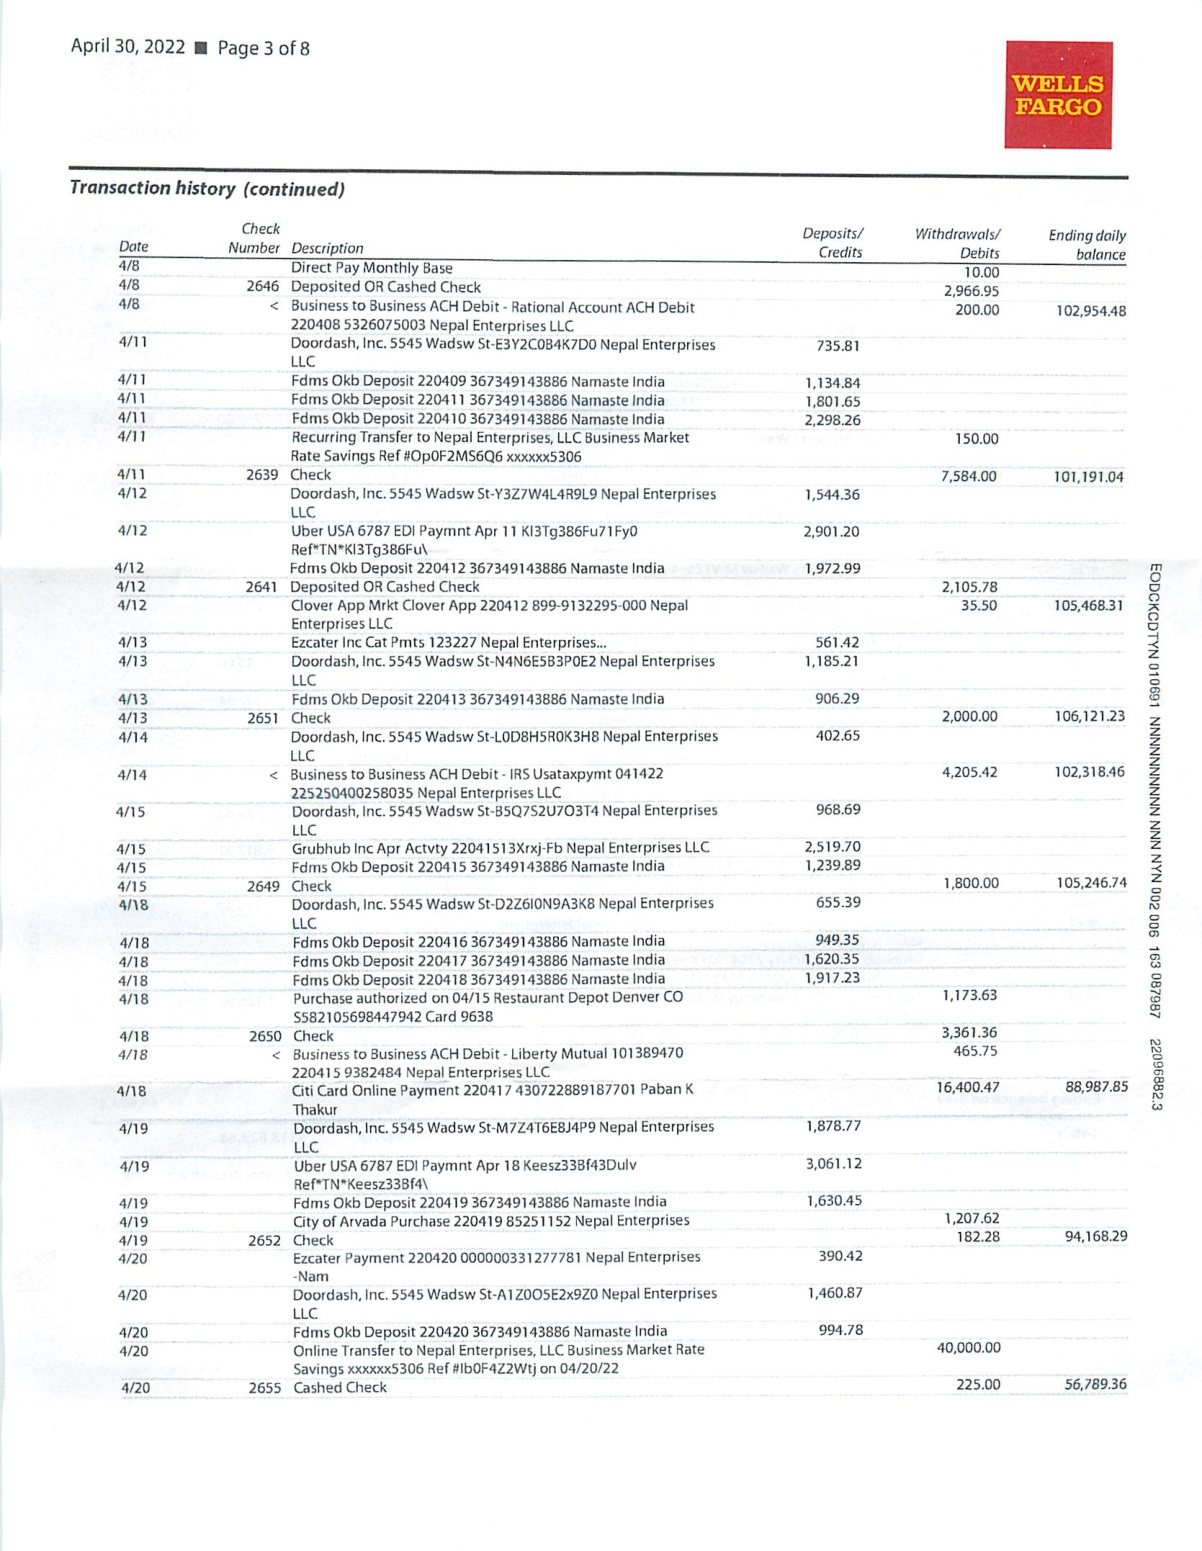 April 30, 2022 ■ Page 3 of 8
WELLS
FARGO
Transaction history (continued)
Check Deposits/ Withdrawals/ Ending daily
Date Number Description Credits Debits balance
4/8 Direct Pay Monthly Base 10.00
4/8 2646 Deposited OR Cashed Check 2,966.95
4/8 < Business to Business ACH Debit - Rational Account ACH Debit 200.00 102,954.48
220408 5326075003 Nepal Enterprises LLC
4/11 Doordash, Inc. 5545 Wadsw St-E3Y2C0B4K7D0 Nepal Enterprises 735.81
LLC
4/11 Fdms Okb Deposit 220409 367349143886 Namaste India 1,134.84
4/11 Fdms Okb Deposit 220411 367349143886 Namaste India 1,801.65
4/11 Fdms Okb Deposit 220410 367349143886 Namaste India 2,298.26
4/11 Recurring Transfer to Nepal Enterprises, LLC Business Market 150.00
Rate Savings Ref #Op0F2MS6Q6 xxxxxx5306
4/11 2639 Check 7,584.00 101,191.04
4/12 Doordash, Inc. 5545 Wadsw St-Y3Z7W4L4R9L9 Nepal Enterprises 1,544.36
LLC
4/12 Uber USA 6787 EDI Paymnt Apr 11 Kl3Tg386Fu71Fy0 2,901.20
Ref*TN*Kl3Tg386Fu\
4/12 Fdms Okb Deposit 220412 367349143886 Namaste India 1,972.99
4/12 2641 Deposited OR Cashed Check 2,105.78
4/12 Clover App Mrkt Clover App 220412 899-9132295-000 Nepal 35.50 105,468.31
Enterprises LLC
4/13 Ezcater Inc Cat Pmts 123227 Nepal Enterprises... 561.42
4/13 Doordash, Inc. 5545 Wadsw St-N4N6E5B3P0E2 Nepal Enterprises 1,185.21
LLC
4/13 Fdms Okb Deposit 220413 367349143886 Namaste India 906.29
4/13 2651 Check 2,000.00 106,121.23
4/14 Doordash, Inc. 5545 Wadsw St-L0D8H5R0K3H8 Nepal Enterprises 402.65
LLC
4/14 < Business to Business ACH Debit - IRS Usataxpymt 041422 4,205.42 102,318.46
225250400258035 Nepal Enterprises LLC
4/15 Doordash, Inc. 5545 Wadsw St-B5Q7S2U7O3T4 Nepal Enterprises 968.69
LLC
4/15 Grubhub Inc Apr Actvty 22041513Xrxj-Fb Nepal Enterprises LLC 2,519.70
4/15 Fdms Okb Deposit 220415 367349143886 Namaste India 1,239.89
4/15 2649 Check 1,800.00 105,246.74
4/18 Doordash, Inc. 5545 Wadsw St-D2Z6I0N9A3K8 Nepal Enterprises 655.39
LLC
4/18 Fdms Okb Deposit 220416 367349143886 Namaste India 949.35
4/18 Fdms Okb Deposit 220417 367349143886 Namaste India 1,620.35
4/18 Fdms Okb Deposit 220418 367349143886 Namaste India 1,917.23
4/18 Purchase authorized on 04/15 Restaurant Depot Denver CO 1,173.63
S582105698447942 Card 9638
4/18 2650 Check 3,361.36
4/18 < Business to Business ACH Debit - Liberty Mutual 101389470 465.75
220415 9382484 Nepal Enterprises LLC
4/18 Citi Card Online Payment 220417 430722889187701 Paban K 16,400.47 88,987.85
Thakur
4/19 Doordash, Inc. 5545 Wadsw St-M7Z4T6E8J4P9 Nepal Enterprises 1,878.77
LLC
4/19 Uber USA 6787 EDI Paymnt Apr 18 Keesz33Bf43Dulv 3,061.12
Ref*TN*Keesz33Bf4\
4/19 Fdms Okb Deposit 220419 367349143886 Namaste India 1,630.45
4/19 City of Arvada Purchase 220419 85251152 Nepal Enterprises 1,207.62
4/19 2652 Check 182.28 94,168.29
4/20 Ezcater Payment 220420 000000331277781 Nepal Enterprises 390.42
-Nam
4/20 Doordash, Inc. 5545 Wadsw St-A1Z0O5E2x9Z0 Nepal Enterprises 1,460.87
LLC
4/20 Fdms Okb Deposit 220420 367349143886 Namaste India 994.78
4/20 Online Transfer to Nepal Enterprises, LLC Business Market Rate 40,000.00
Savings xxxxxx5306 Ref #Ib0F4Z2Wtj on 04/20/22
4/20 2655 Cashed Check 225.00 56,789.36